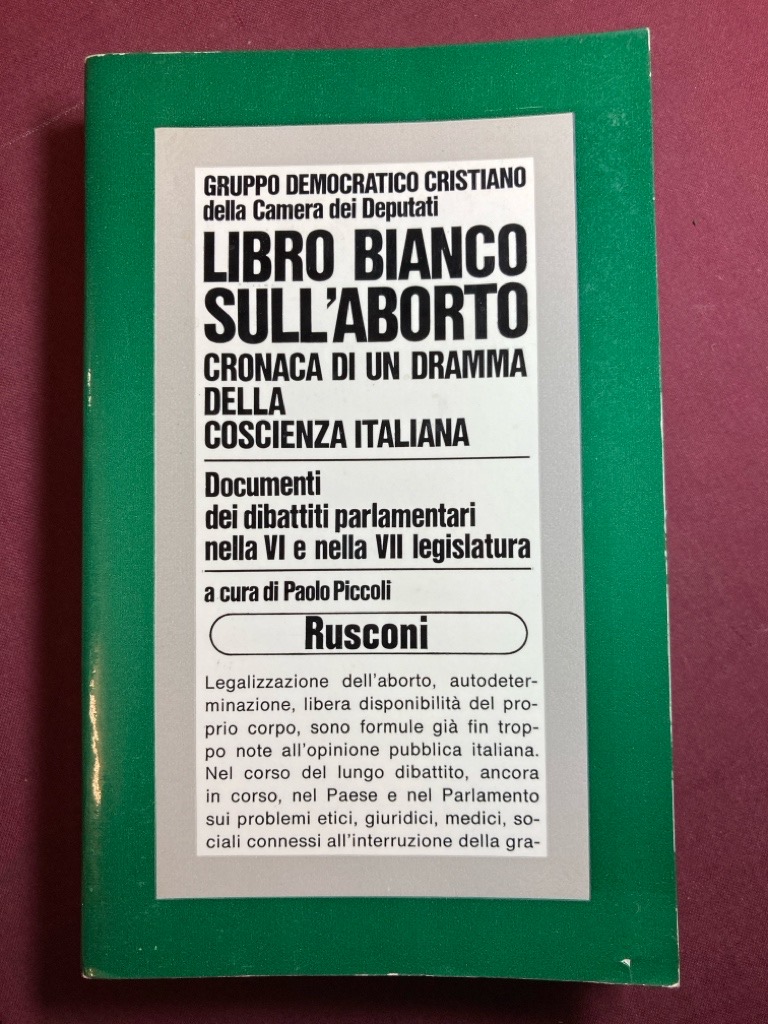 GRUPPO DEMOCRATICO CRISTIANO
della Camera dei Deputati
LIBRO BIANCO
SULL'ABORTO
CRONACA DI UN DRAMMA
DELLA
COSCIENZA ITALIANA
Documenti
dei dibattiti parlamentari
nella VI e nella VII legislatura
a cura di Paolo Piccoli
Rusconi
Legalizzazione dell'aborto, autodeter-
minazione, libera disponibilità del pro-
prio corpo, sono formule già fin trop-
po note all'opinione pubblica italiana.
Nel corso del lungo dibattito, ancora
in corso, nel Paese e nel Parlamento
sui problemi etici, giuridici, medici, so-
ciali connessi all'interruzione della gra-